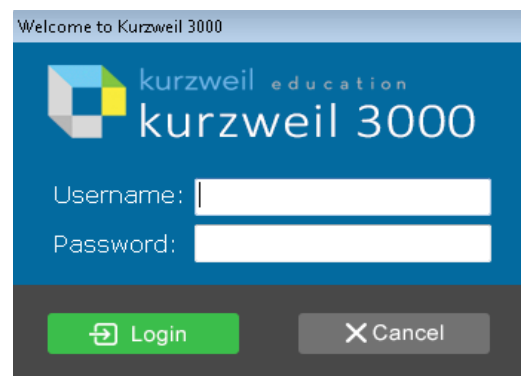 Welcome to Kurzweil 3000
kurzweil education
kurzweil 3000
Username:
Password:
Login
Cancel